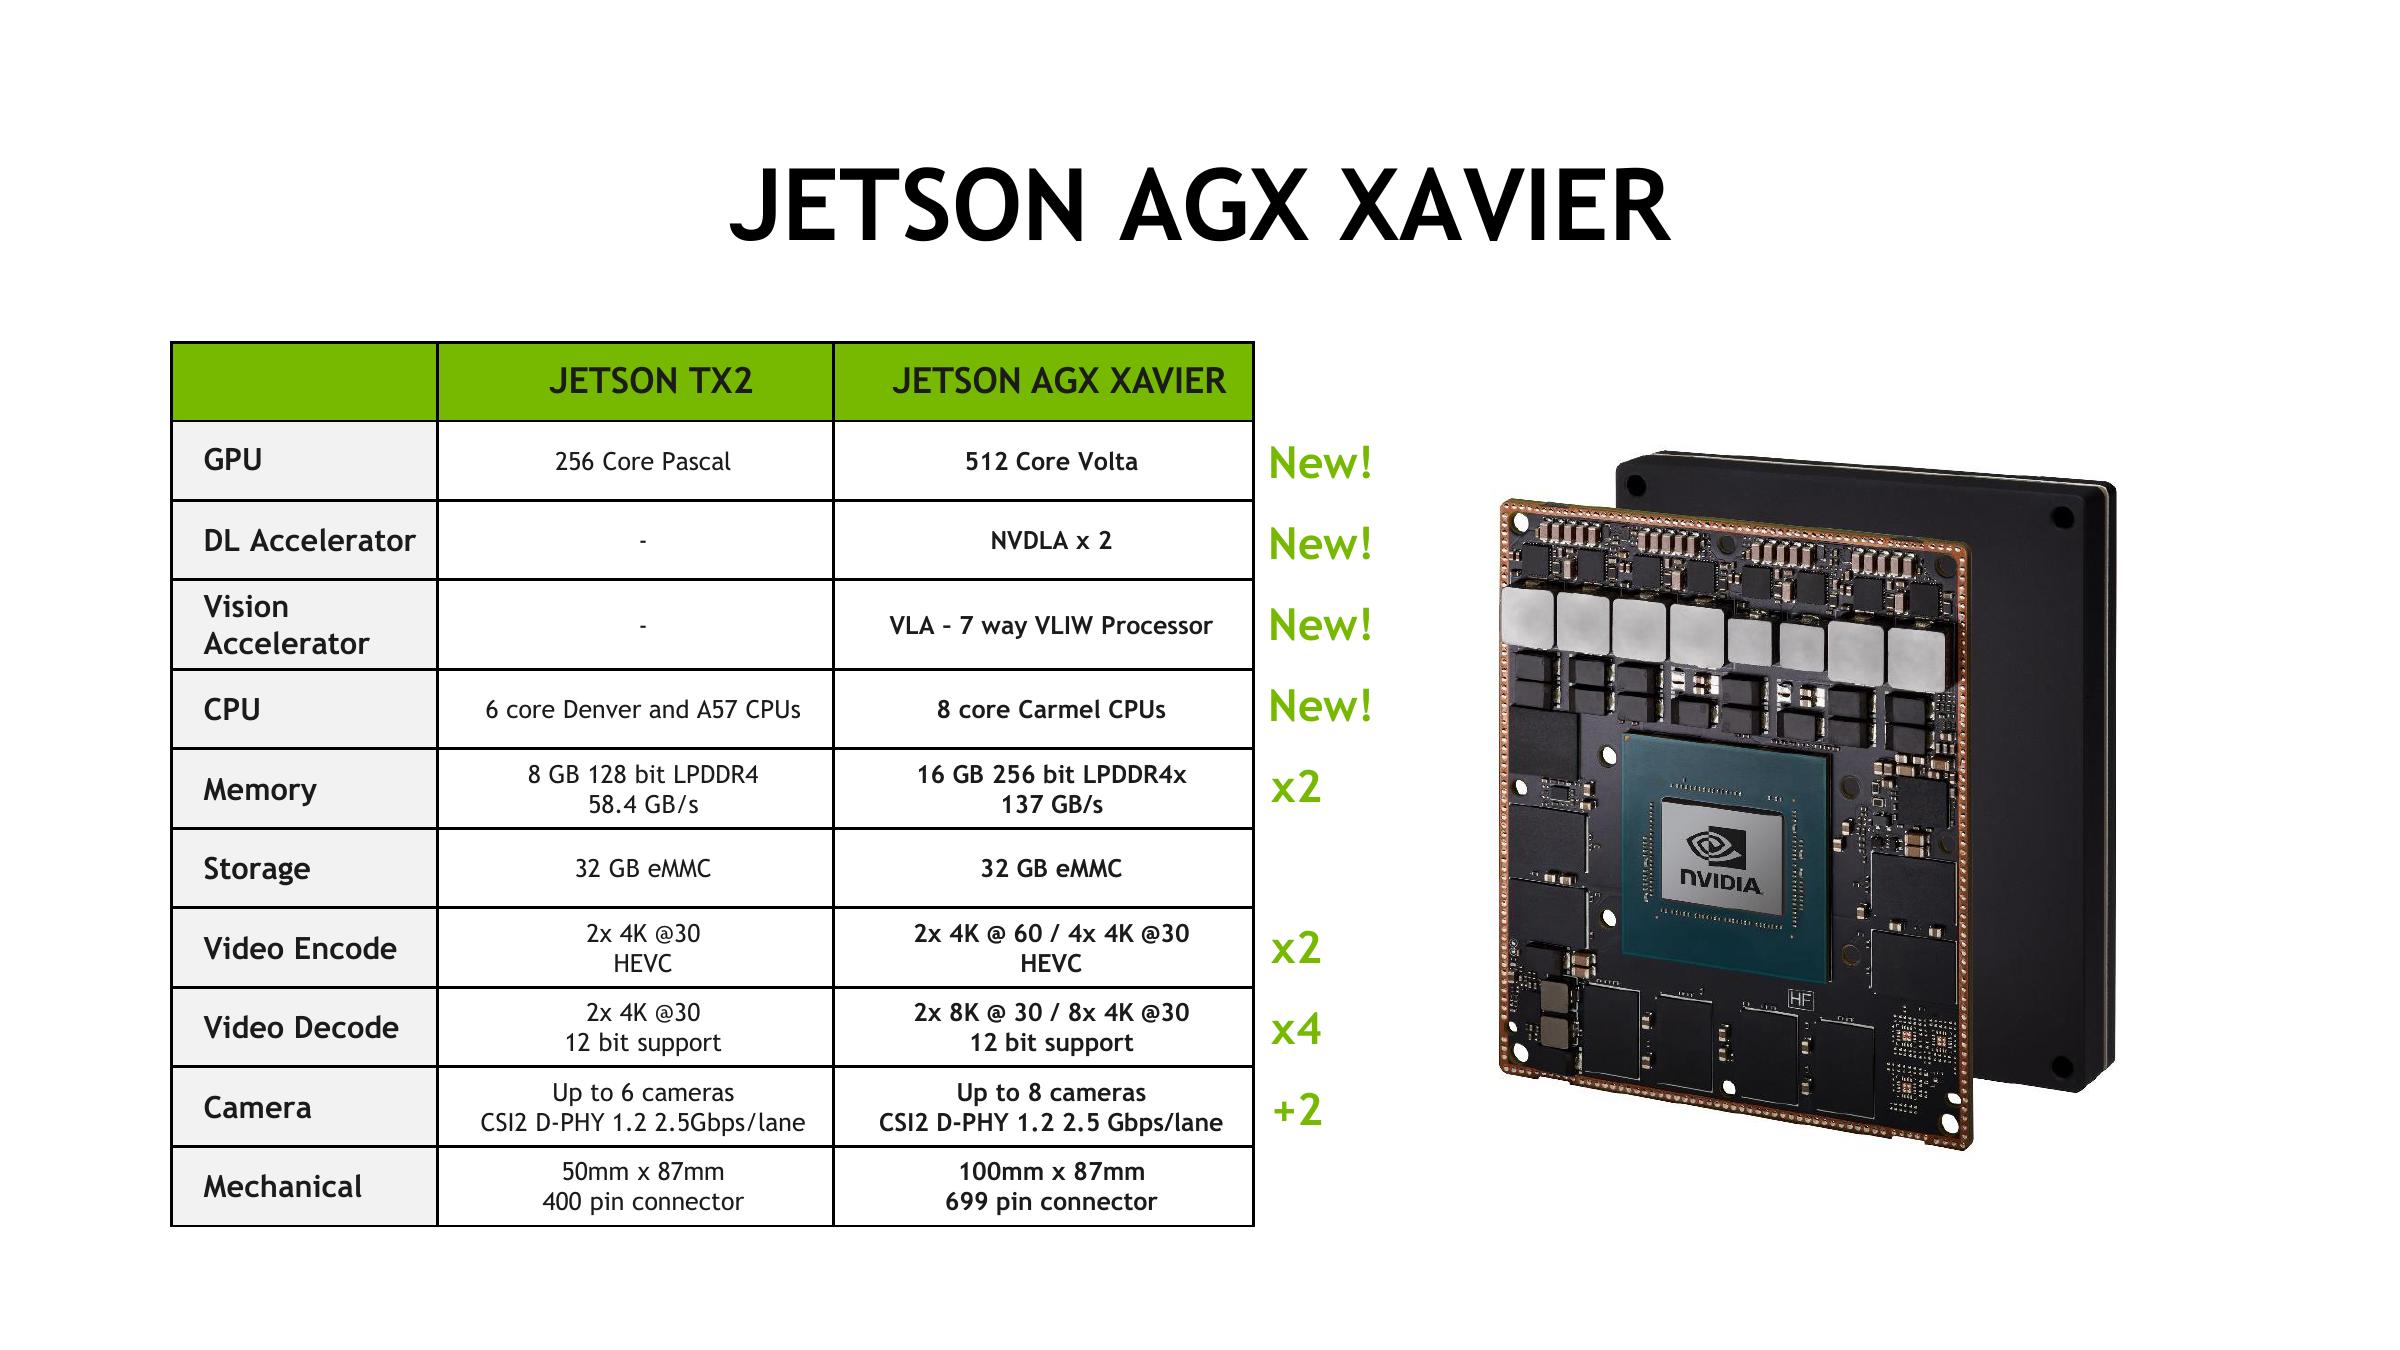 JETSON AGX XAVIER
JETSON TX2
JETSON AGX XAVIER
GPU
256 Core Pascal
512 Core Volta
New!
DL Accelerator
-
NVDLA x 2
New!
Vision
Accelerator
-
VLA – 7 way VLIW Processor
New!
CPU
6 core Denver and A57 CPUs
8 core Carmel CPUs
New!
Memory
8 GB 128 bit LPDDR4
58.4 GB/s
16 GB 256 bit LPDDR4x
137 GB/s
x2
Storage
32 GB eMMC
32 GB eMMC
Video Encode
2x 4K @30
HEVC
2x 4K @ 60 / 4x 4K @30
HEVC
x2
Video Decode
2x 4K @30
12 bit support
2x 8K @ 30 / 8x 4K @30
12 bit support
x4
Camera
Up to 6 cameras
CSI2 D-PHY 1.2 2.5Gbps/lane
Up to 8 cameras
CSI2 D-PHY 1.2 2.5 Gbps/lane
+2
Mechanical
50mm x 87mm
400 pin connector
100mm x 87mm
699 pin connector
NVIDIA
HF